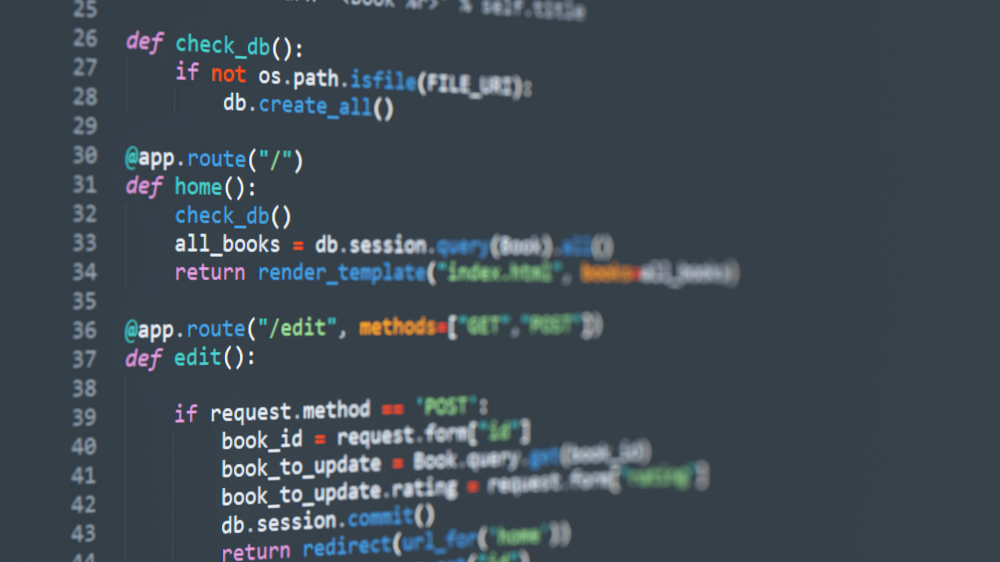 25 '<Book %r>' % self.title
26 def check_db():
27 if not os.path.isfile(FILE_URI):
28 db.create_all()
29
30 @app.route("/")
31 def home():
32 check_db()
33 all_books = db.session.query(Book).all()
34 return render_template("index.html", books=all_books)
35
36 @app.route("/edit", methods=["GET","POST"])
37 def edit():
38
39 if request.method == 'POST':
40 book_id = request.form["id"]
41 book_to_update = Book.query.get(book_id)
42 book_to_update.rating = request.form["rating"]
43 db.session.commit()
44 return redirect(url_for('home'))
("id")